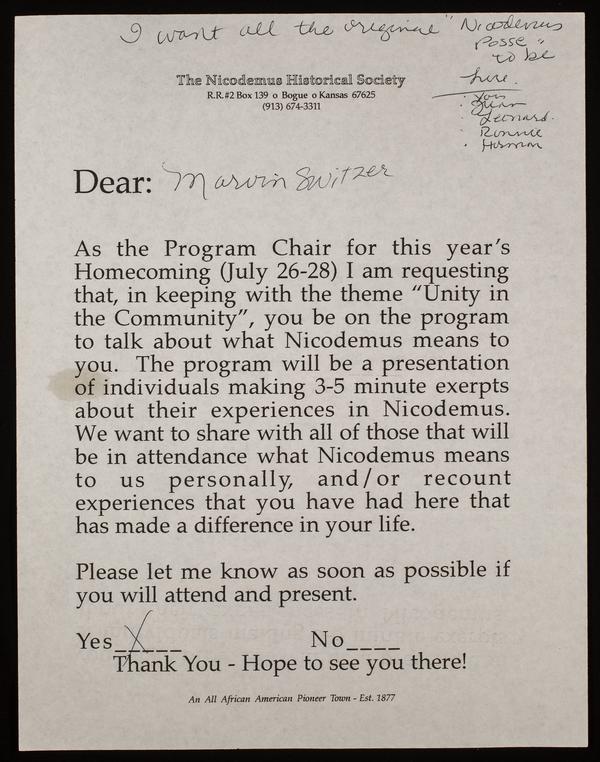 I want all the original "Nicodemus
Posse"
to be
here.
The Nicodemus Historical Society
R.R.#2 Box 139 o Bogue o Kansas 67625
(913) 674-3311
· You
· Leonard.
· Ronnie
· Herman
Dear: Marvin Switzer
As the Program Chair for this year's
Homecoming (July 26-28) I am requesting
that, in keeping with the theme "Unity in
the Community", you be on the program
to talk about what Nicodemus means to
you. The program will be a presentation
of individuals making 3-5 minute exerpts
about their experiences in Nicodemus.
We want to share with all of those that will
be in attendance what Nicodemus means
to us personally, and/or recount
experiences that you have had here that
has made a difference in your life.
Please let me know as soon as possible if
you will attend and present.
Yes__X__ No____
Thank You - Hope to see you there!
An All African American Pioneer Town - Est. 1877